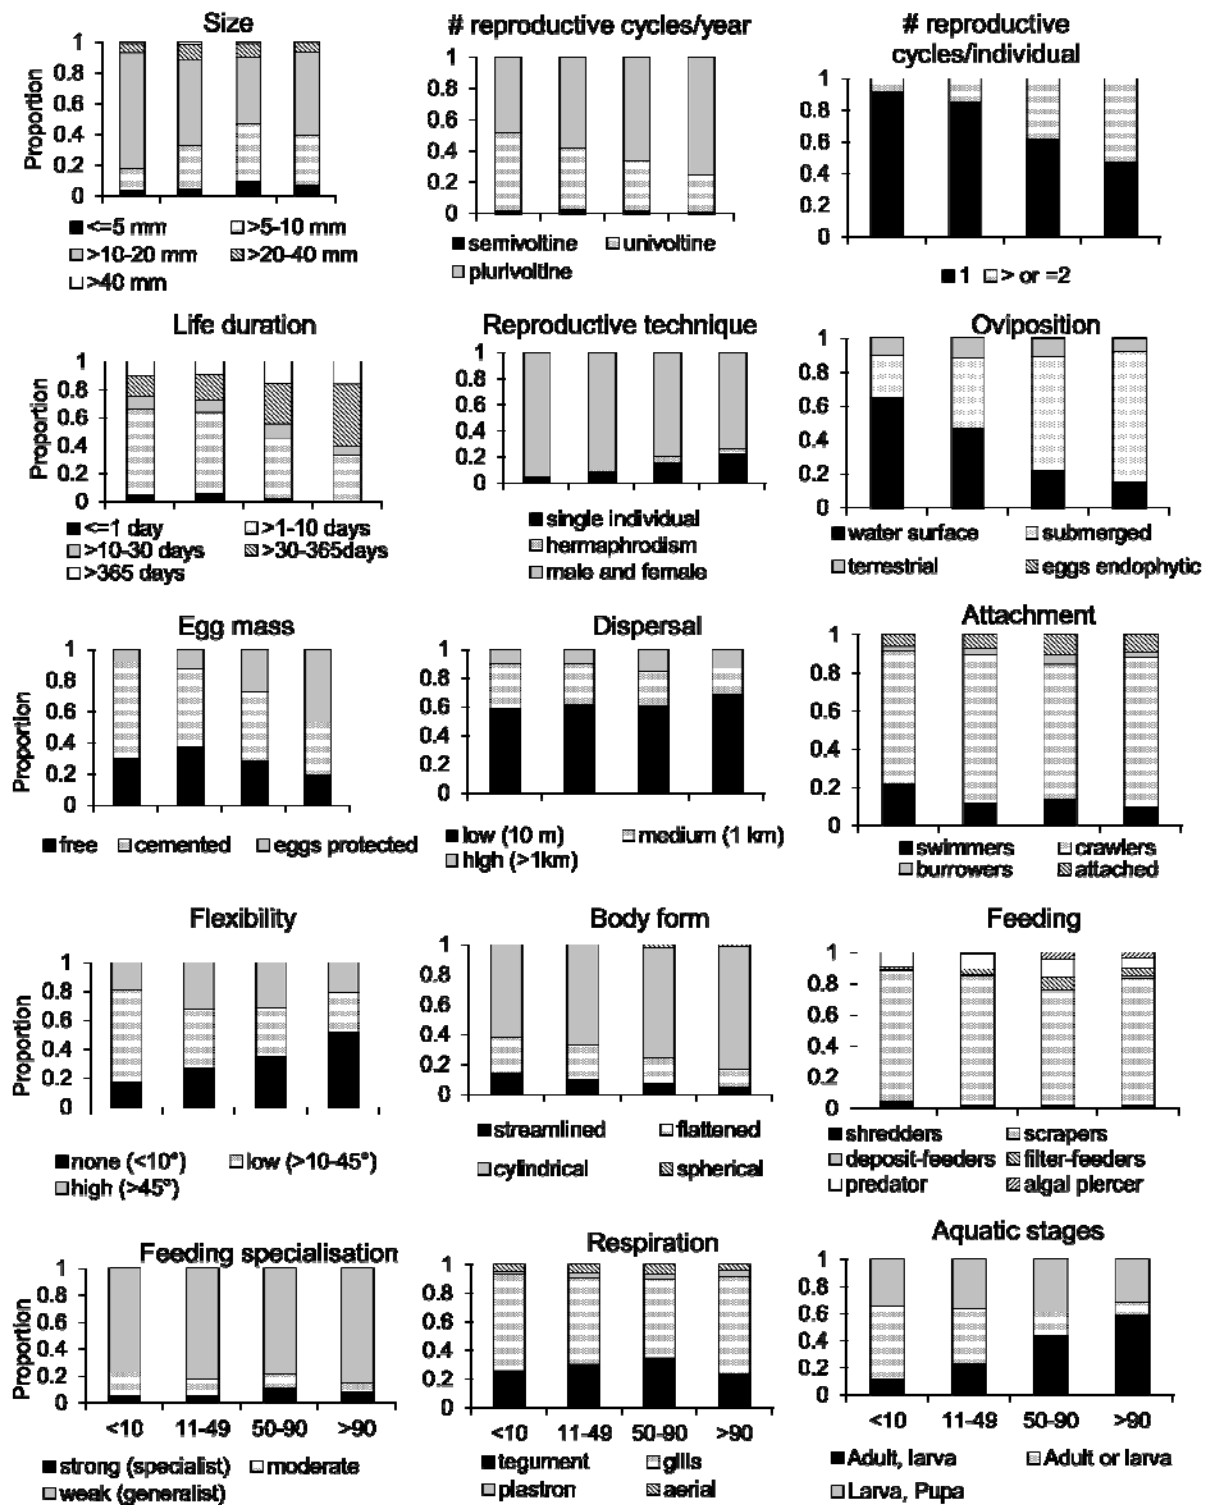 Size
Proportion
1
0.8
0.6
0.4
0.2
0
<=5 mm >5-10 mm
>10-20 mm >20-40 mm
>40 mm
# reproductive cycles/year
1
0.8
0.6
0.4
0.2
0
semivoltine univoltine
plurivoltine
# reproductive
cycles/individual
1
0.8
0.6
0.4
0.2
0
1 > or =2
Life duration
Proportion
1
0.8
0.6
0.4
0.2
0
<=1 day >1-10 days
>10-30 days >30-365days
>365 days
Reproductive technique
1
0.8
0.6
0.4
0.2
0
single individual
hermaphrodism
male and female
Oviposition
1
0.8
0.6
0.4
0.2
0
water surface submerged
terrestrial eggs endophytic
Egg mass
Proportion
1
0.8
0.6
0.4
0.2
0
free cemented eggs protected
Dispersal
1
0.8
0.6
0.4
0.2
0
low (10 m) medium (1 km)
high (>1km)
Attachment
1
0.8
0.6
0.4
0.2
0
swimmers crawlers
burrowers attached
Flexibility
Proportion
1
0.8
0.6
0.4
0.2
0
none (<10°) low (>10-45°)
high (>45°)
Body form
1
0.8
0.6
0.4
0.2
0
streamlined flattened
cylindrical spherical
Feeding
1
0.8
0.6
0.4
0.2
0
shredders scrapers
deposit-feeders filter-feeders
predator algal piercer
Feeding specialisation
Proportion
1
0.8
0.6
0.4
0.2
0
<10 11-49 50-90 >90
strong (specialist) moderate
weak (generalist)
Respiration
1
0.8
0.6
0.4
0.2
0
<10 11-49 50-90 >90
tegument gills
plastron aerial
Aquatic stages
1
0.8
0.6
0.4
0.2
0
<10 11-49 50-90 >90
Adult, larva Adult or larva
Larva, Pupa